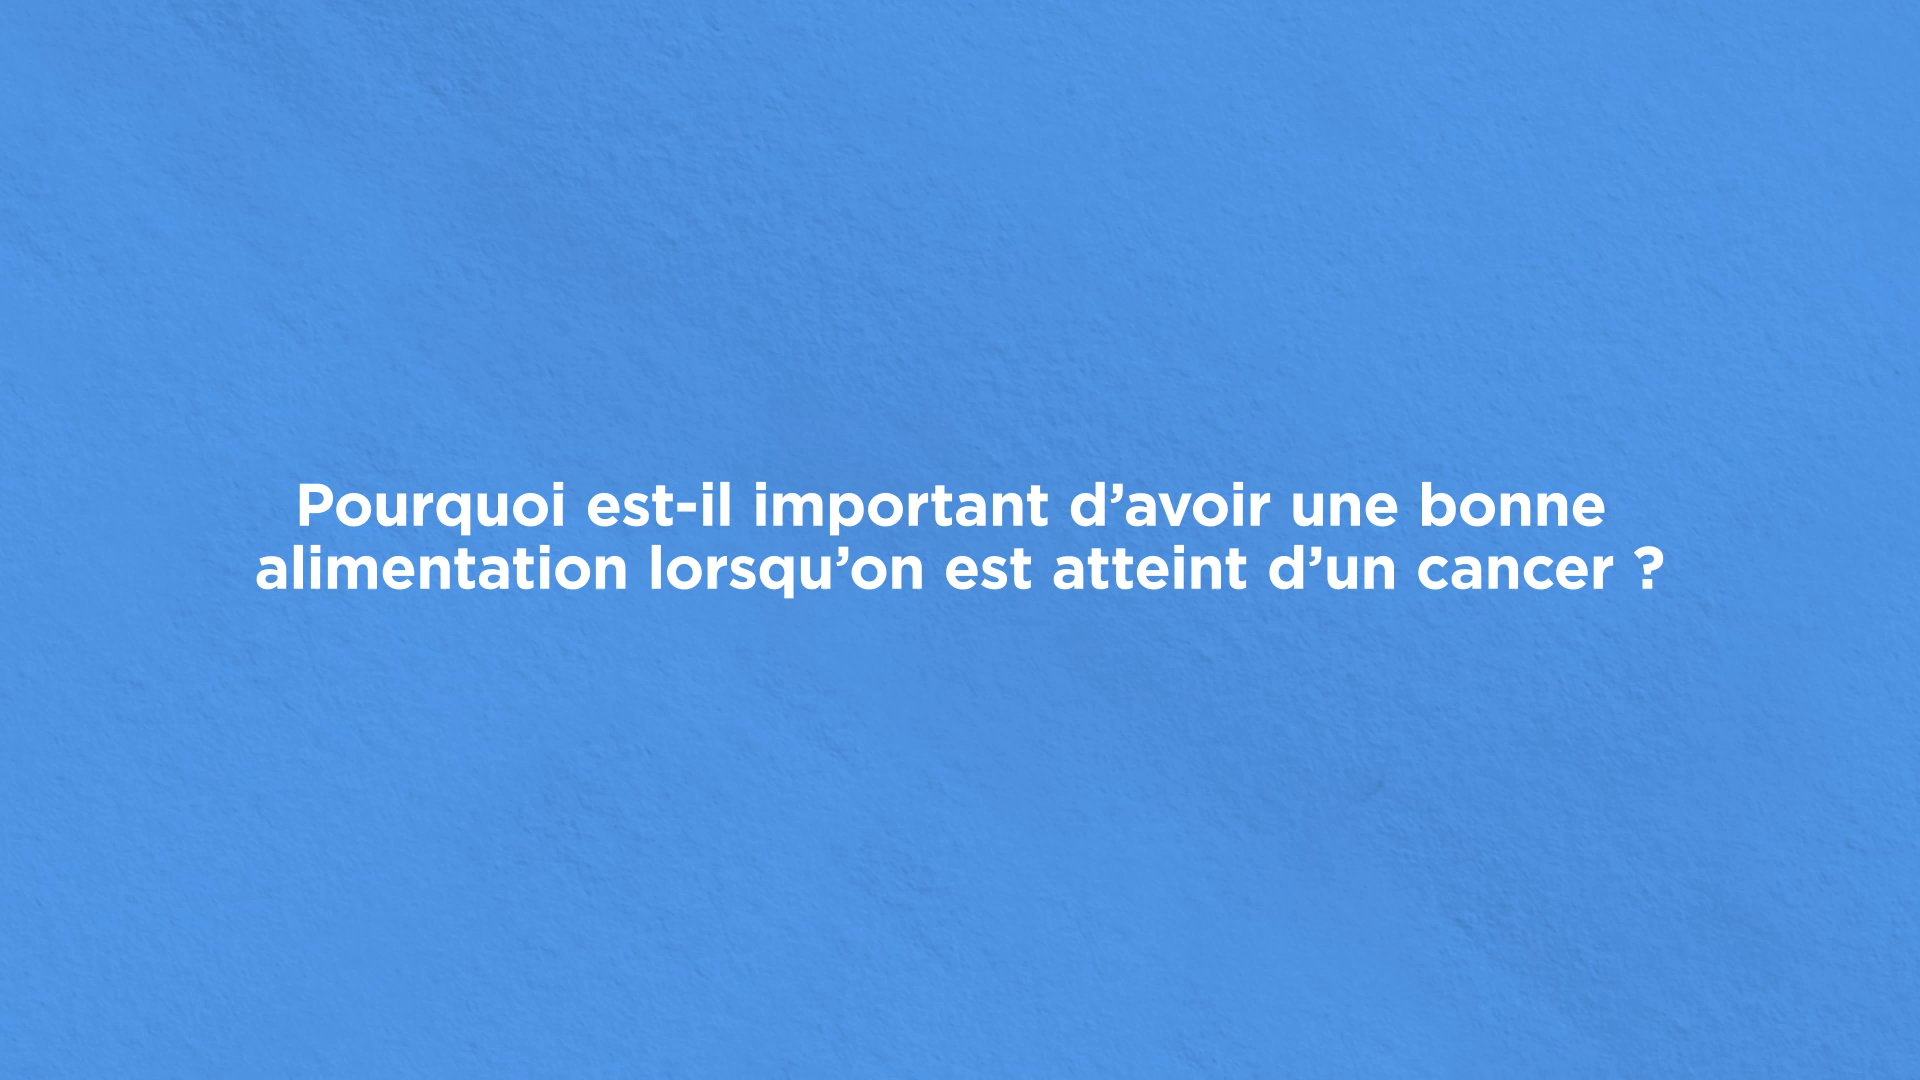 Pourquoi est-il important d’avoir une bonne
alimentation lorsqu’on est atteint d’un cancer ?